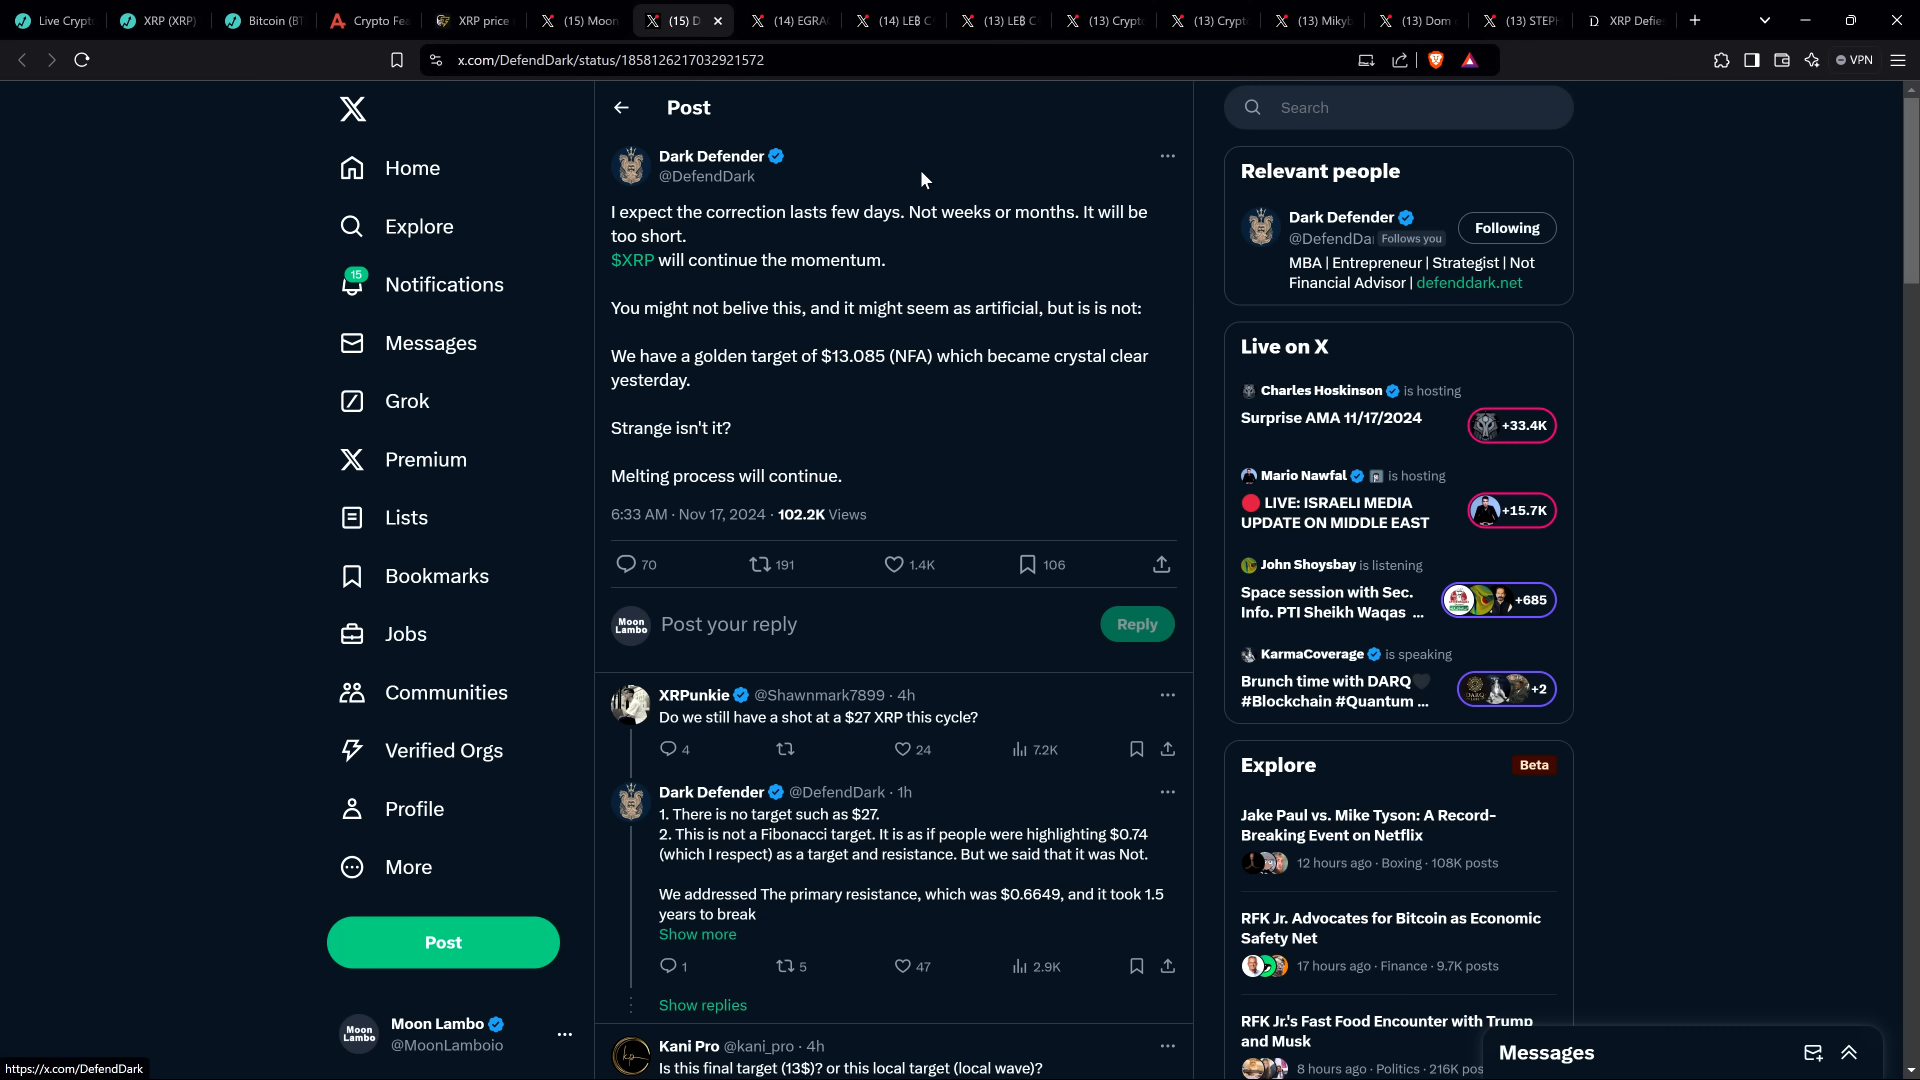 Live Crypt
XRP (XRP)
Bitcoin (BT
Crypto Fea
XRP price
(15) Moon
(15) D
(14) EGRA
(14) LEB C
(13) LEB C
(13) Crypt
(13) Crypt
(13) Mikyb
(13) Dom
(13) STEPH
XRP Defie
x.com/DefendDark/status/1858126217032921572
VPN
Home
Explore
15
Notifications
Messages
Grok
Premium
Lists
Bookmarks
Jobs
Communities
Verified Orgs
Profile
More
Post
Moon Lambo
Moon Lambo
@MoonLamboio
https://x.com/DefendDark
Post
Dark Defender
@DefendDark
I expect the correction lasts few days. Not weeks or months. It will be
too short.
$XRP will continue the momentum.
You might not belive this, and it might seem as artificial, but is is not:
We have a golden target of $13.085 (NFA) which became crystal clear
yesterday.
Strange isn't it?
Melting process will continue.
6:33 AM · Nov 17, 2024 · 102.2K Views
70
191
1.4K
106
Moon Lambo
Post your reply
Reply
XRPunkie @Shawnmark7899 · 4h
Do we still have a shot at a $27 XRP this cycle?
4
24
7.2K
Dark Defender @DefendDark · 1h
1. There is no target such as $27.
2. This is not a Fibonacci target. It is as if people were highlighting $0.74
(which I respect) as a target and resistance. But we said that it was Not.
We addressed The primary resistance, which was $0.6649, and it took 1.5
years to break
Show more
1
5
47
2.9K
Show replies
Kani Pro @kani_pro · 4h
Is this final target (13$)? or this local target (local wave)?
Search
Relevant people
Dark Defender
@DefendDa
Follows you
Following
MBA | Entrepreneur | Strategist | Not
Financial Advisor | defenddark.net
Live on X
Charles Hoskinson is hosting
Surprise AMA 11/17/2024
+33.4K
Mario Nawfal is hosting
LIVE: ISRAELI MEDIA
UPDATE ON MIDDLE EAST
+15.7K
John Shoysbay is listening
Space session with Sec.
Info. PTI Sheikh Waqas ...
+685
KarmaCoverage is speaking
Brunch time with DARQ
#Blockchain #Quantum ...
+2
Explore
Beta
Jake Paul vs. Mike Tyson: A Record-
Breaking Event on Netflix
12 hours ago · Boxing · 108K posts
RFK Jr. Advocates for Bitcoin as Economic
Safety Net
17 hours ago · Finance · 9.7K posts
RFK Jr.'s Fast Food Encounter with Trump
and Musk
8 hours ago · Politics · 216K pos
Messages